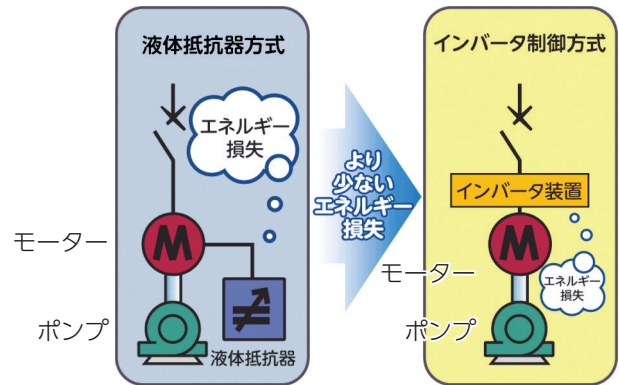 液体抵抗器方式
エネルギー
損失
M
モーター
ポンプ
液体抵抗器
より
少ない
エネルギー
損失
インバータ制御方式
インバータ装置
M
モーター
エネルギー
損失
ポンプ